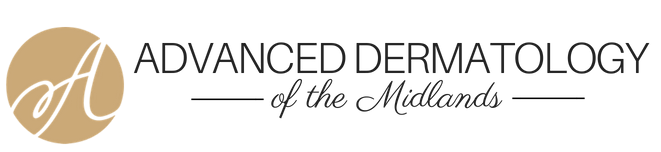 A
ADVANCED DERMATOLOGY
of the Midlands